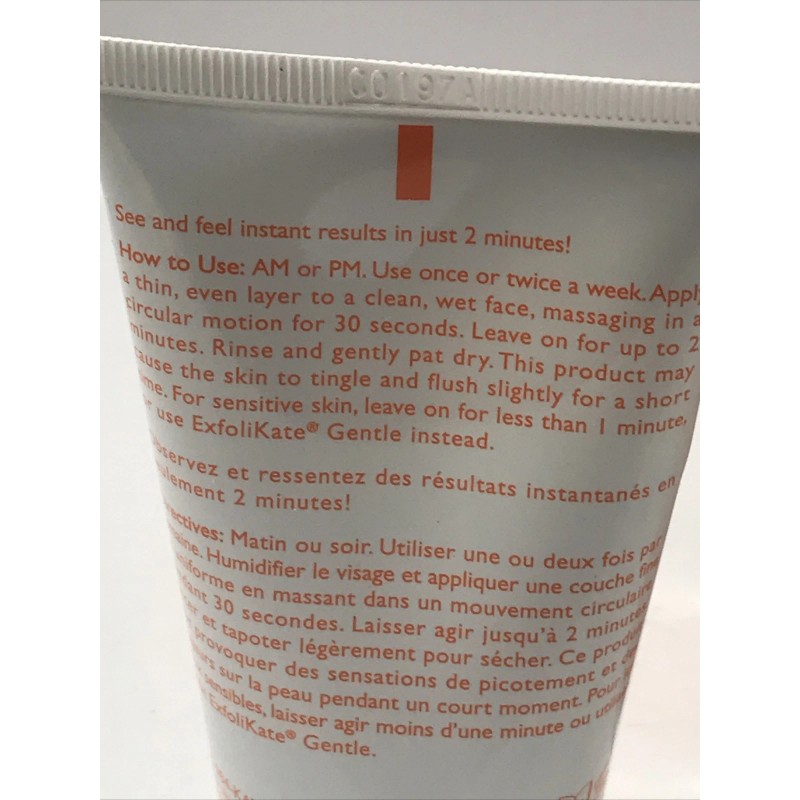 CC197A
See and feel instant results in just 2 minutes!
How to Use: AM or PM. Use once or twice a week. Apply
a thin, even layer to a clean, wet face, massaging in a
circular motion for 30 seconds. Leave on for up to 2
minutes. Rinse and gently pat dry. This product may
cause the skin to tingle and flush slightly for a short
time. For sensitive skin, leave on for less than 1 minute,
or use ExfoliKate® Gentle instead.
Observez et ressentez des résultats instantanés en
seulement 2 minutes!
Directives: Matin ou soir. Utiliser une ou deux fois par
semaine. Humidifier le visage et appliquer une couche fine
uniforme en massant dans un mouvement circulaire
pendant 30 secondes. Laisser agir jusqu'à 2 minutes.
et tapoter légèrement pour sécher. Ce produit
provoquer des sensations de picotement et
sur la peau pendant un court moment. Pour
sensibles, laisser agir moins d'une minute ou
ExfoliKate® Gentle.